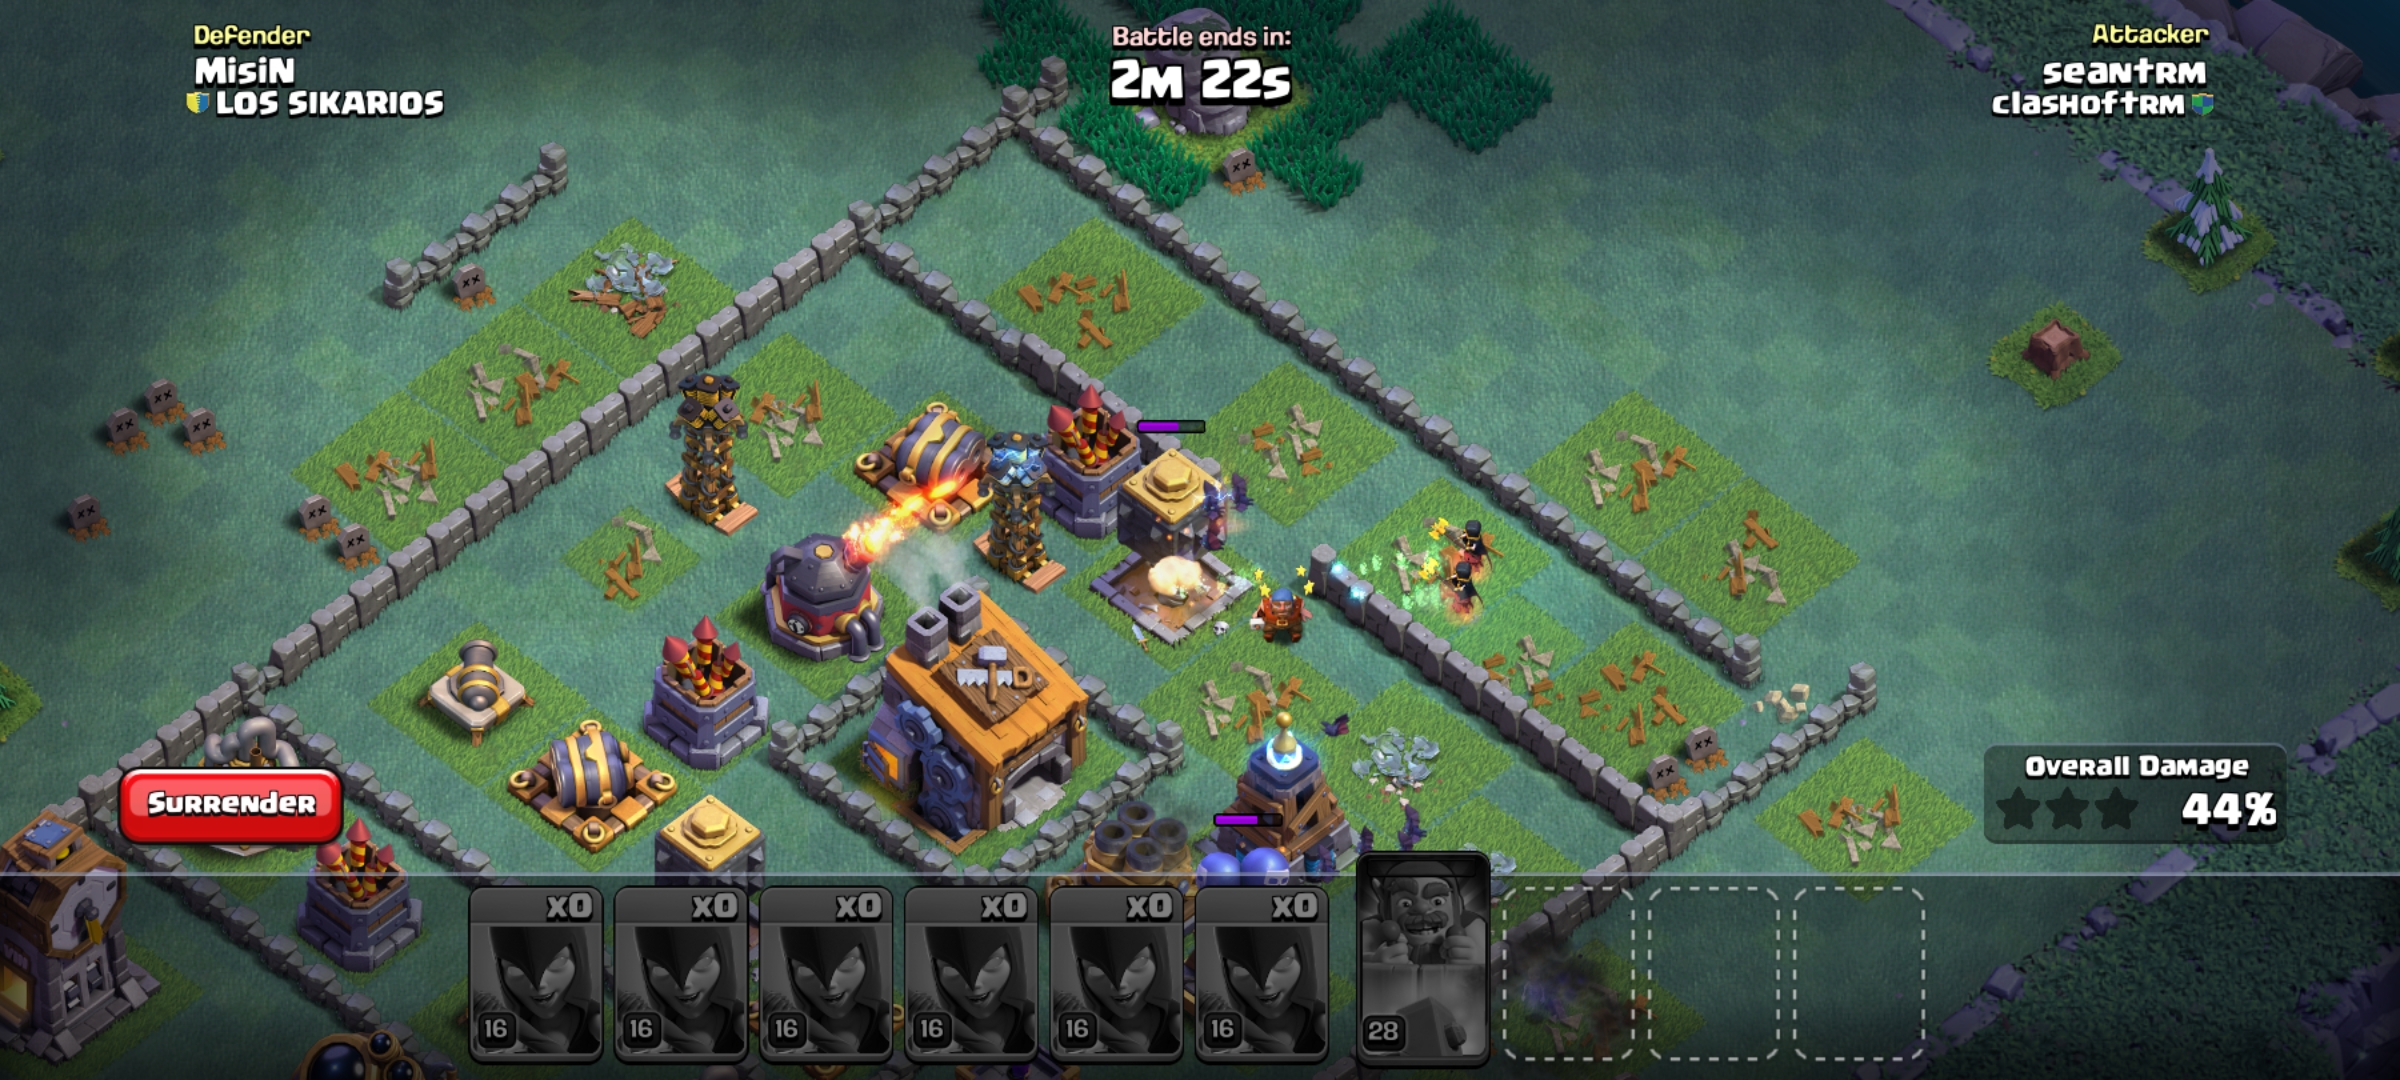 Defender
MisiN
LOS SIKARIOS
Battle ends in:
2M 22s
Attacker
seantRM
clashoftRM
Surrender
Overall Damage
44%
x0
x0
x0
x0
x0
x0
16
16
16
16
16
16
28